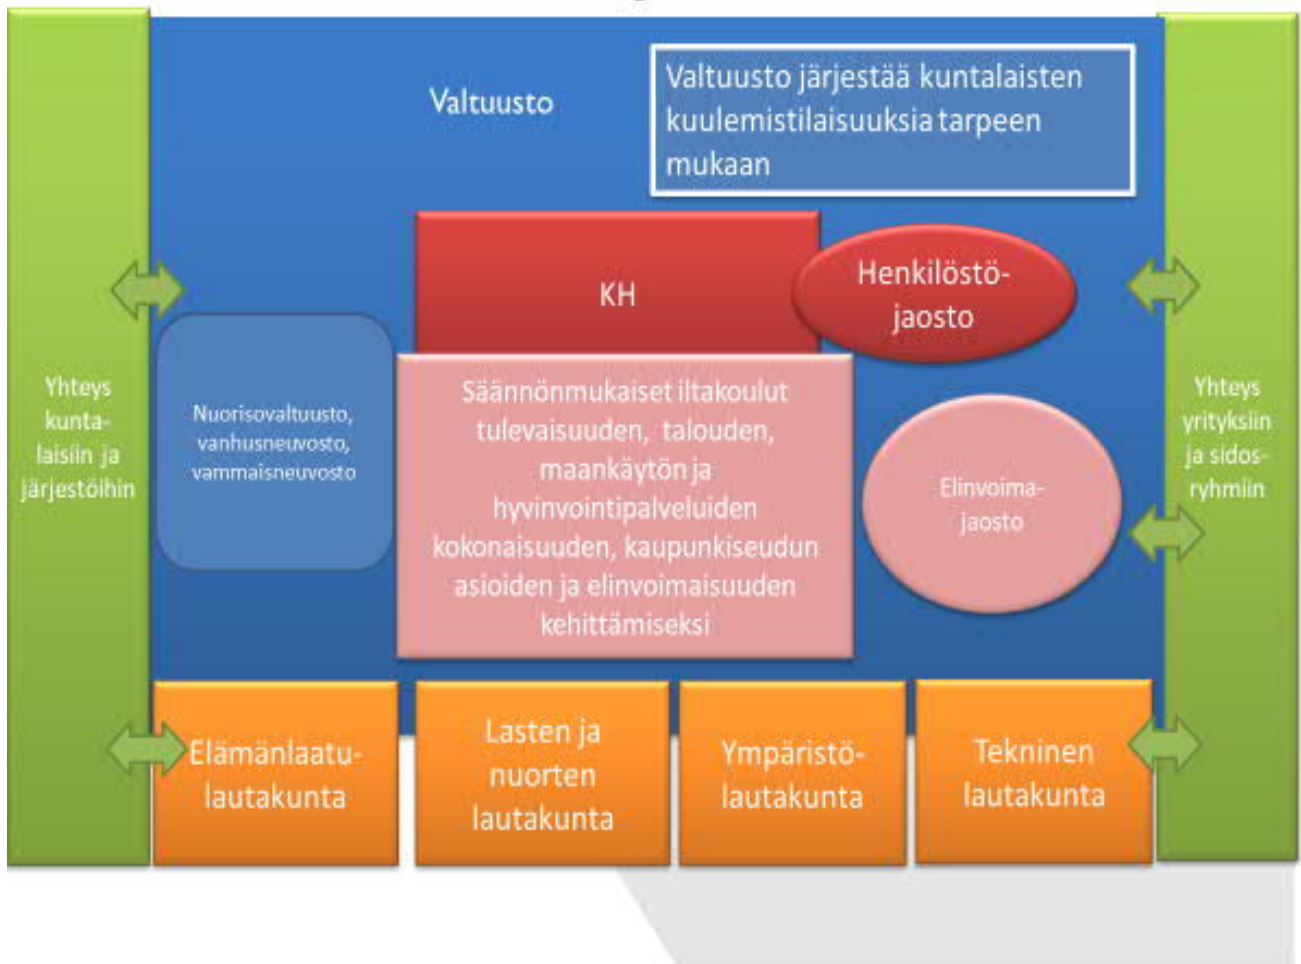 Valtuusto
Valtuusto järjestää kuntalaisten
kuulemistilaisuuksia tarpeen
mukaan
KH
Henkilöstö-
jaosto
Yhteys
kunta-
laisiin ja
järjestöihin
Nuorisovaltuusto,
vanhusneuvosto,
vammaisneuvosto
Säännönmukaiset iltakoulut
tulevaisuuden, talouden,
maankäytön ja
hyvinvointipalveluiden
kokonaisuuden, kaupunkiseudun
asioiden ja elinvoimaisuuden
kehittämiseksi
Elinvoima-
jaosto
Yhteys
yrityksiin
ja sidos-
ryhmiin
Elämänlaatu-
lautakunta
Lasten ja
nuorten
lautakunta
Ympäristö-
lautakunta
Tekninen
lautakunta